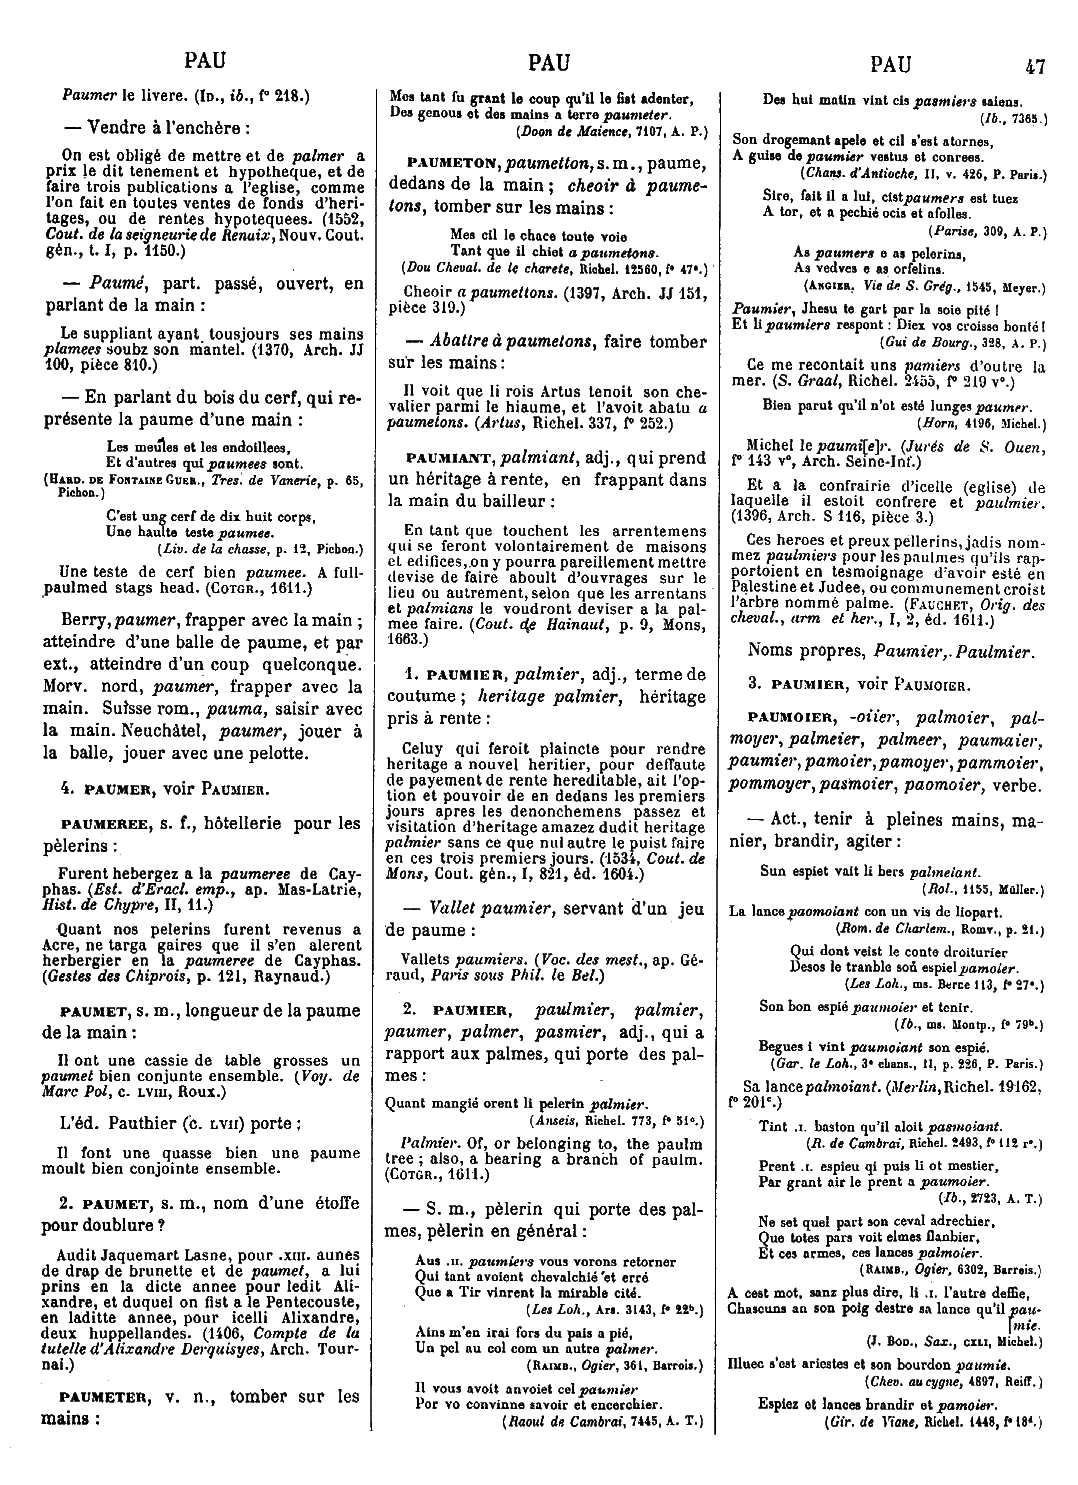 PAU
PAU
PAU
47
Paumer le livere. (ID., ib., f° 218.)
— Vendre à l'enchère :
On est obligé de mettre et de palmer a
prix le dit tenement et hypotheque, et de
faire trois publications a l'eglise, comme
l'on fait en toutes ventes de fonds d'heri-
tages, ou de rentes hypotequees. (1552,
Cout. de la seigneurie de Renaix, Nouv. Cout.
gén., t. I, p. 1150.)
— Paumé, part. passé, ouvert, en
parlant de la main :
Le suppliant ayant tousjours ses mains
plamees soubz son mantel. (1370, Arch. JJ
100, pièce 810.)
— En parlant du bois du cerf, qui re-
présente la paume d'une main :
Les meules et les endoillees,
Et d'autres qui paumees sont.
(HARD. DE FONTAINE GUER., Tres. de Vanerie, p. 65,
Pichon.)
C'est ung cerf de dix huit corps,
Une haulte teste paumee.
(Liv. de la chasse, p. 12, Pichon.)
Une teste de cerf bien paumee. A full-
paulmed stags head. (COTGR., 1611.)
Berry, paumer, frapper avec la main ;
atteindre d'une balle de paume, et par
ext., atteindre d'un coup quelconque.
Morv. nord, paumer, frapper avec la
main. Suisse rom., pauma, saisir avec
la main. Neuchâtel, paumer, jouer à
la balle, jouer avec une pelotte.
4. PAUMER, voir PAUMIER.
PAUMEREE, s. f., hôtellerie pour les
pèlerins :
Furent hebergez a la paumeree de Cay-
phas. (Est. d'Eracl. emp., ap. Mas-Latrie,
Hist. de Chypre, II, 11.)
Quant nos pelerins furent revenus a
Acre, ne targa gaires que il s'en alerent
herbergier en la paumeree de Cayphas.
(Gestes des Chiprois, p. 121, Raynaud.)
PAUMET, s. m., longueur de la paume
de la main :
Il ont une cassie de table grosses un
paumet bien conjunte ensemble. (Voy. de
Marc Pol, c. LVIII, Roux.)
L'éd. Pauthier (c. LVII) porte :
Il font une quasse bien une paume
moult bien conjointe ensemble.
2. PAUMET, s. m., nom d'une étoffe
pour doublure ?
Audit Jaquemart Lasne, pour .XIII. aunes
de drap de brunette et de paumet, a lui
prins en la dicte annee pour ledit Ali-
xandre, et duquel on fist a le Pentecouste,
en laditte annee, pour icelli Alixandre,
deux huppellandes. (1406, Compte de la
tutelle d'Alixandre Derquisyes, Arch. Tour-
nai.)
PAUMETER, v. n., tomber sur les
mains :
Mes tant fu grant le coup qu'il le fist adenter,
Des genous et des mains a terre paumeter.
(Doon de Maience, 7107, A. P.)
PAUMETON, paumetton, s. m., paume,
dedans de la main ; cheoir à paume-
tons, tomber sur les mains :
Mes cil le chace toute voie
Tant que il chiet a paumetons.
(Dou Cheval. de le charete, Richel. 12560, f° 47ª.)
Cheoir a paumettons. (1397, Arch. JJ 151,
pièce 319.)
— Abattre à paumetons, faire tomber
sur les mains :
Il voit que li rois Artus tenoit son che-
valier parmi le hiaume, et l'avoit abatu a
paumetons. (Artus, Richel. 337, f° 252.)
PAUMIANT, palmiant, adj., qui prend
un héritage à rente, en frappant dans
la main du bailleur :
En tant que touchent les arrentemens
qui se feront volontairement de maisons
et edifices, on y pourra pareillement mettre
devise de faire aboult d'ouvrages sur le
lieu ou autrement, selon que les arrentans
et palmians le voudront deviser a la pal-
mée faire. (Cout. de Hainaut, p. 9, Mons,
1663.)
1. PAUMIER, palmier, adj., terme de
coutume ; heritage palmier, héritage
pris à rente :
Celuy qui feroit plaincte pour rendre
heritage a nouvel heritier, pour deffaute
de payement de rente hereditable, ait l'op-
tion et pouvoir de en dedans les premiers
jours apres les denonchemens passez et
visitation d'heritage amazez dudit heritage
palmier sans ce que nul autre le puist faire
en ces trois premiers jours. (1534, Cout. de
Mons, Cout. gén., I, 821, éd. 1604.)
— Vallet paumier, servant d'un jeu
de paume :
Vallets paumiers. (Voc. des mest., ap. Gé-
raud, Paris sous Phil. le Bel.)
2. PAUMIER, paulmier, palmier,
paumer, palmer, pasmier, adj., qui a
rapport aux palmes, qui porte des pal-
mes :
Quant mangié orent li pelerin palmier.
(Anseis, Richel. 773, f° 51ᶜ.)
Palmier. Of, or belonging to, the paulm
tree ; also, a bearing a branch of paulm.
(COTGR., 1611.)
— S. m., pèlerin qui porte des pal-
mes, pèlerin en général :
Aus .II. paumiers vous vorons retorner
Qui tant avoient chevalchié et erré
Que a Tir vinrent la mirable cité.
(Les Loh., Ars. 3143, f° 22ᵇ.)
Ains m'en irai fors du pais a pié,
Un pel au col com un autre palmer.
(RAIMB., Ogier, 361, Barrois.)
Il vous avoit anvoiet cel paumier
Por vo convinne savoir et encerchier.
(Raoul de Cambrai, 7445, A. T.)
Des hui matin vint cis pasmiers saiens.
(Ib., 7365.)
Son drogemant apele et cil s'est atornes,
A guise de paumier vestus et conrees.
(Chans. d'Antioche, II, v. 426, P. Paris.)
Sire, fait il a lui, cist paumers est tuez
A tor, et a pechié ocis et afolles.
(Parise, 309, A. P.)
As paumers e as pelerins,
As vedves e as orfelins.
(ANGIER, Vie de S. Grég., 1545, Meyer.)
Paumier, Jhesu te gart par la soie pité !
Et li paumiers respont : Diex vos croisse bonté !
(Gui de Bourg., 328, A. P.)
Ce me recontait uns pamiers d'outre la
mer. (S. Graal, Richel. 2455, f° 219 v°.)
Bien parut qu'il n'ot esté lunges paumer.
(Horn, 4196, Michel.)
Michel le paumi[e]r. (Jurés de S. Ouen,
f° 143 v°, Arch. Seine-Inf.)
Et a la confrairie d'icelle (eglise) de
laquelle il estoit confrere et paulmier.
(1396, Arch. S 116, pièce 3.)
Ces heroes et preux pellerins, jadis nom-
mez paulmiers pour les paulmes qu'ils rap-
portoient en tesmoignage d'avoir esté en
Palestine et Judee, ou communement croist
l'arbre nommé palme. (FAUCHET, Orig. des
cheval., arm et her., I, 2, éd. 1611.)
Noms propres, Paumier, Paulmier.
3. PAUMIER, voir PAUMOIER.
PAUMOIER, -oiier, palmoier, pal-
moyer, palmeier, palmeer, paumaier,
paumier, pamoier, pamoyer, pammoier,
pommoyer, pasmoier, paomoier, verbe.
— Act., tenir à pleines mains, ma-
nier, brandir, agiter :
Sun espiet vait li bers palmeiant.
(Rol., 1155, Müller.)
La lance paomoiant con un vis de liopart.
(Rom. de Charlem., Romv., p. 21.)
Qui dont veist le conte droiturier
Desos le tranble son espiel pamoier.
(Les Loh., ms. Berce 113, f° 27ª.)
Son bon espié paumoier et tenir.
(Ib., ms. Montp., f° 79ᵇ.)
Begues i vint paumoiant son espié.
(Gar. le Loh., 3ᵉ chans., II, p. 226, P. Paris.)
Sa lance palmoiant. (Merlin, Richel. 19162,
f° 201ᶜ.)
Tint .I. baston qu'il aloit pasmoiant.
(R. de Cambrai, Richel. 2493, f° 112 r°.)
Prent .I. espieu qi puis li ot mestier,
Par grant air le prent a paumoier.
(Ib., 2723, A. T.)
Ne set quel part son ceval adrechier,
Que totes pars voit elmes flanbier,
Et ces armes, ces lances palmoier.
(RAIMB., Ogier, 6302, Barrois.)
A cest mot, sanz plus dire, li .I. l'autre deffie,
Chascuns an son poig destre sa lance qu'il pau-
[mie.
(J. BOD., Sax., CXLI, Michel.)
Illuec s'est ariestes et son bourdon paumie.
(Chev. au cygne, 4897, Reiff.)
Espiez et lances brandir et pamoier.
(Gir. de Viane, Richel. 1448, f° 18ᵈ.)